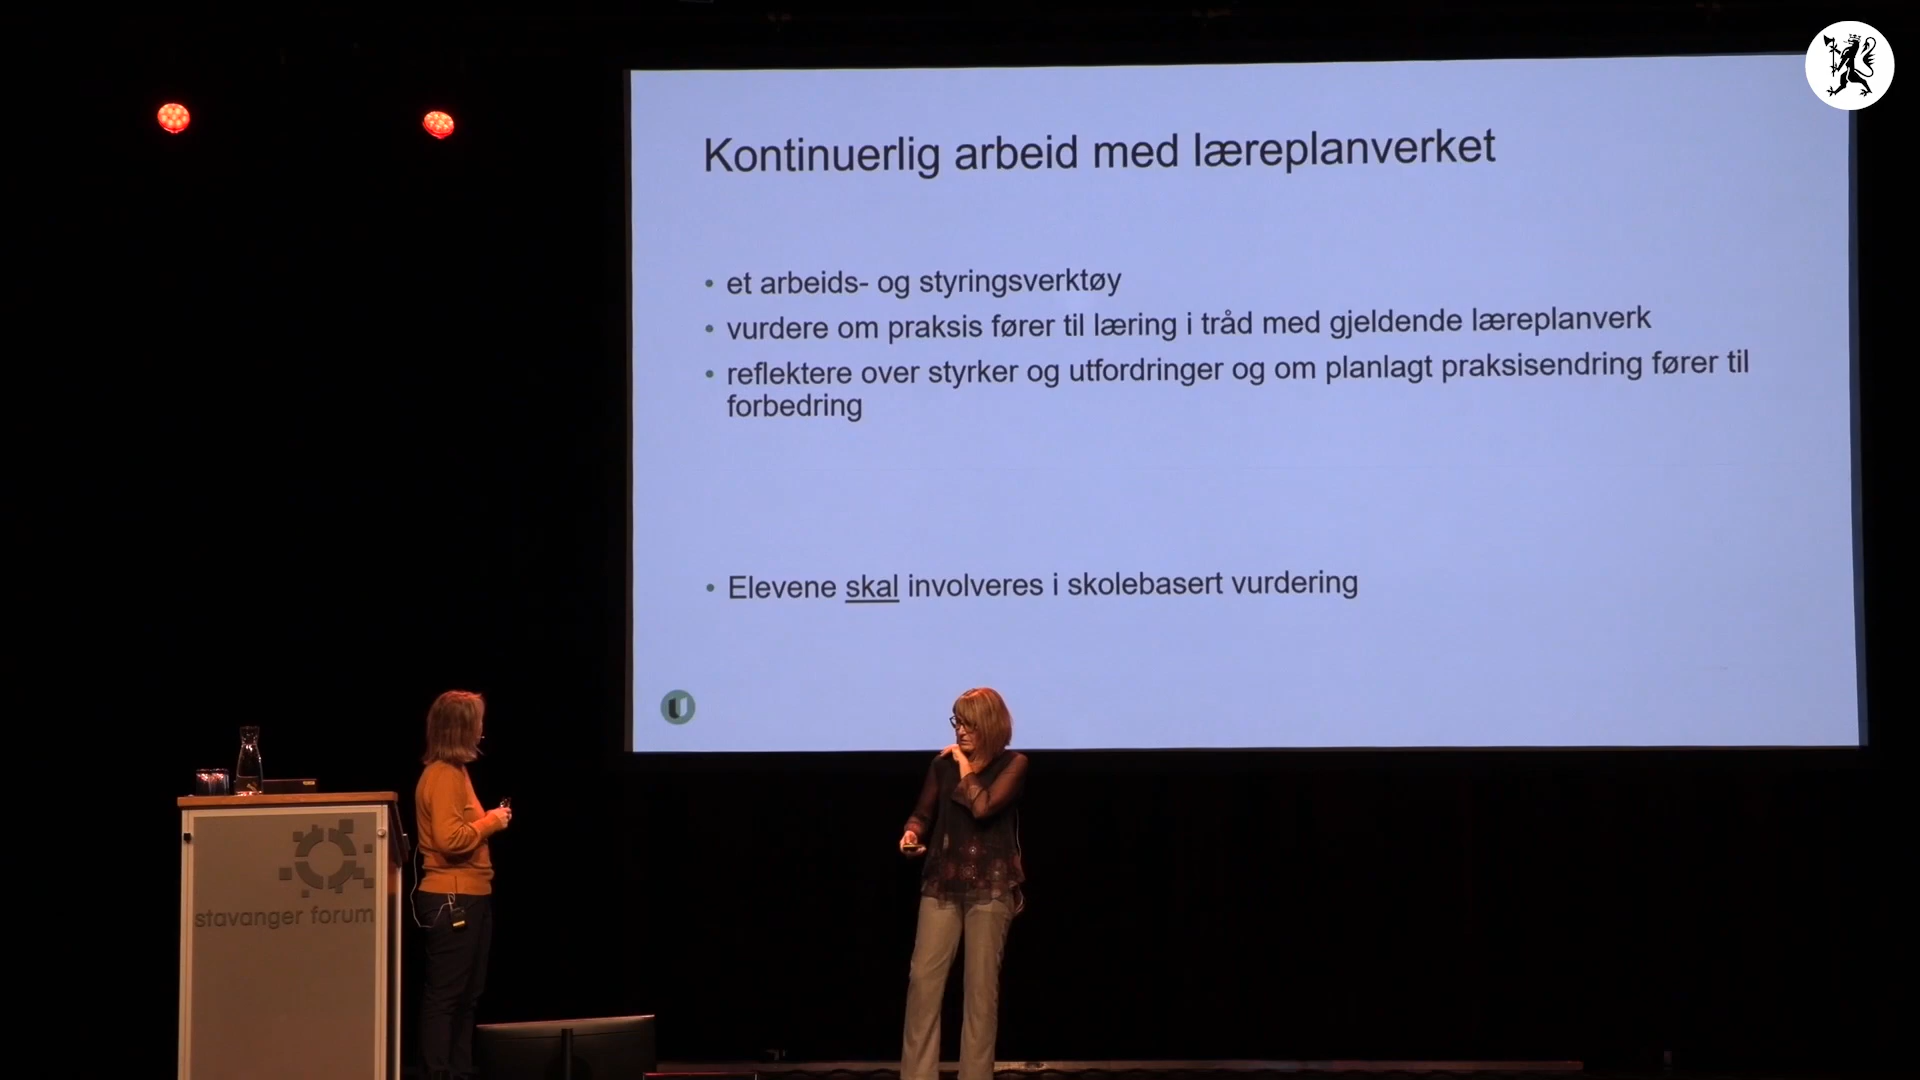 Kontinuerlig arbeid med læreplanverket
• et arbeids- og styringsverktøy
• vurdere om praksis fører til læring i tråd med gjeldende læreplanverk
• reflektere over styrker og utfordringer og om planlagt praksisendring fører til
forbedring
• Elevene skal involveres i skolebasert vurdering
stavanger forum